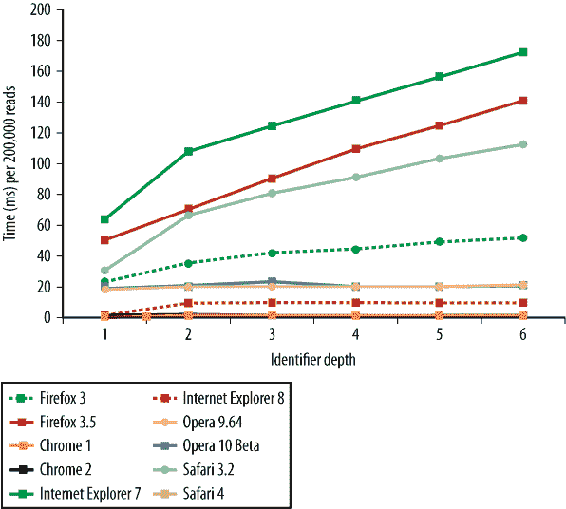 Time (ms) per 200,000 reads
200
180
160
140
120
100
80
60
40
20
0
1 2 3 4 5 6
Identifier depth
Firefox 3
Firefox 3.5
Chrome 1
Chrome 2
Internet Explorer 7
Internet Explorer 8
Opera 9.64
Opera 10 Beta
Safari 3.2
Safari 4